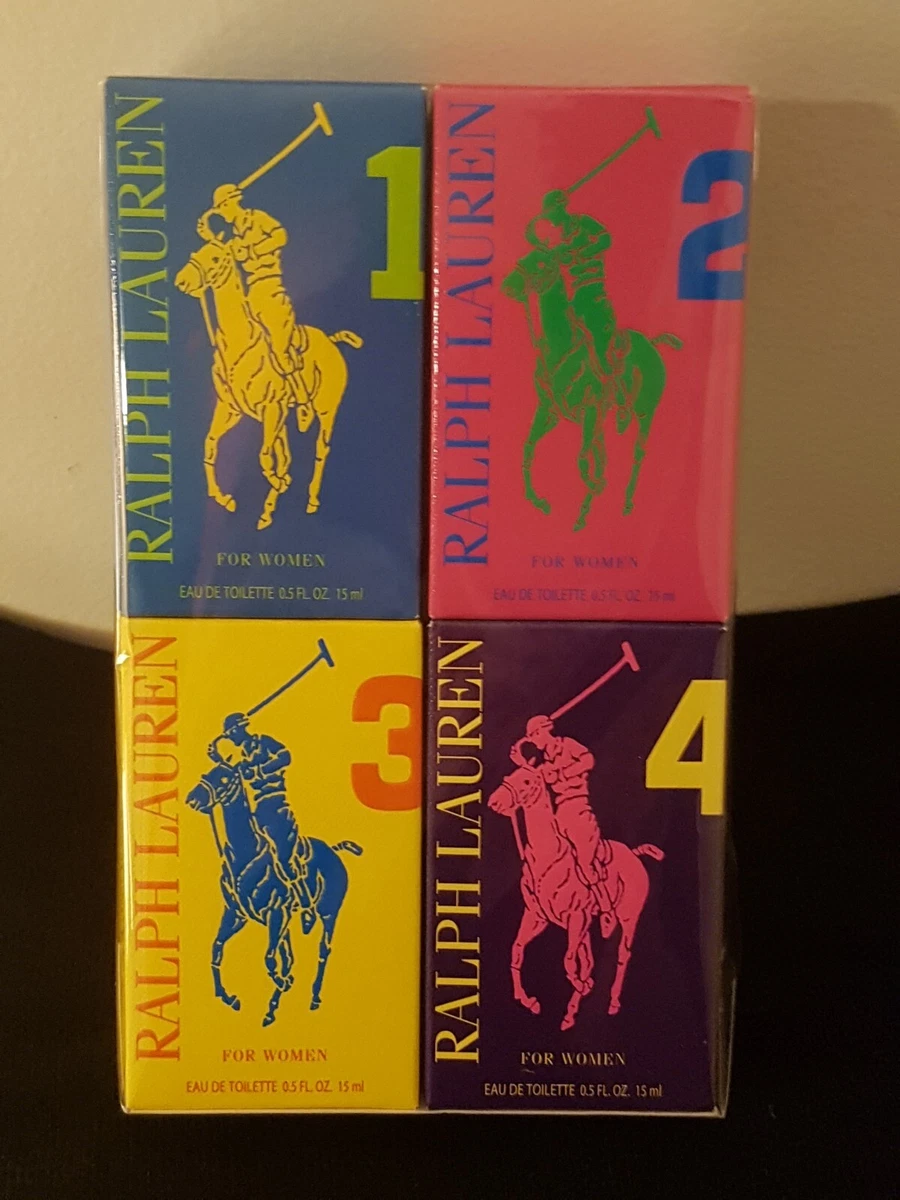 RALPH LAUREN
1
FOR WOMEN
EAU DE TOILETTE 0.5 FL. OZ. 15 ml
RALPH LAUREN
2
FOR WOMEN
EAU DE TOILETTE 0.5 FL. OZ. 15 ml
RALPH LAUREN
3
FOR WOMEN
EAU DE TOILETTE 0.5 FL. OZ. 15 ml
RALPH LAUREN
4
FOR WOMEN
EAU DE TOILETTE 0.5 FL. OZ. 15 ml